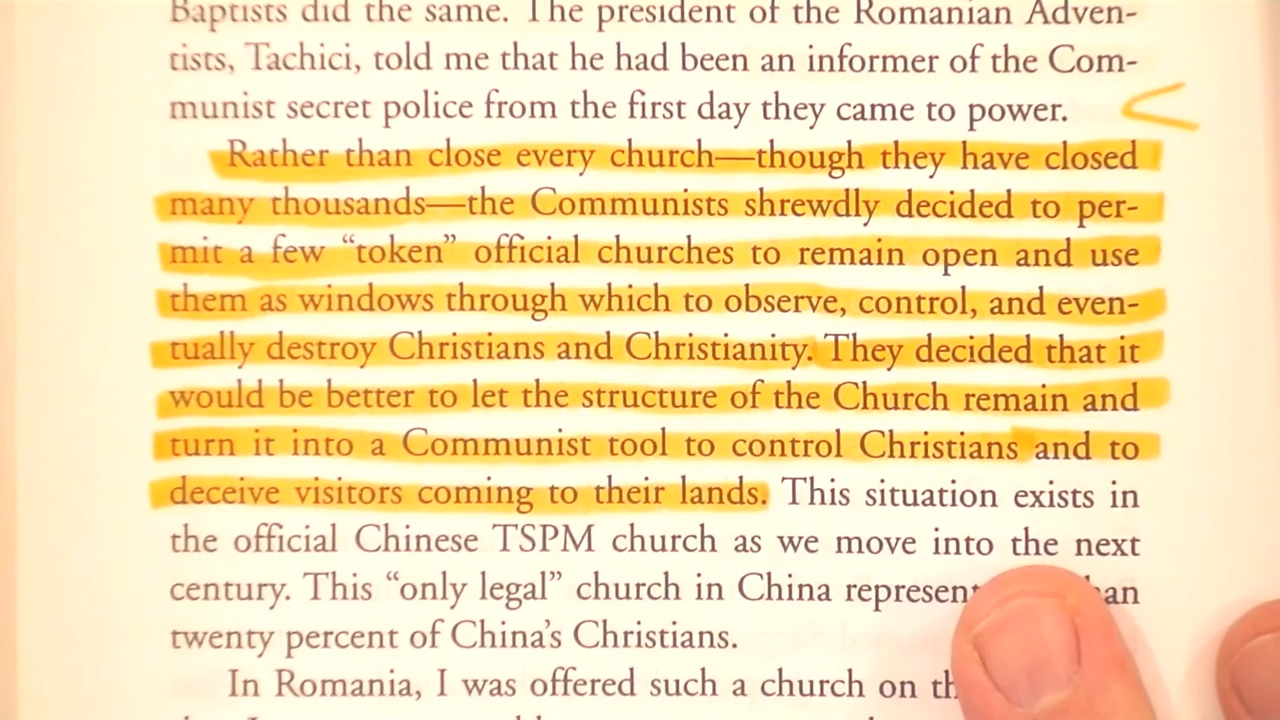 Baptists did the same. The president of the Romanian Adven-
tists, Tachici, told me that he had been an informer of the Com-
munist secret police from the first day they came to power.
Rather than close every church—though they have closed
many thousands—the Communists shrewdly decided to per-
mit a few “token” official churches to remain open and use
them as windows through which to observe, control, and even-
tually destroy Christians and Christianity. They decided that it
would be better to let the structure of the Church remain and
turn it into a Communist tool to control Christians and to
deceive visitors coming to their lands. This situation exists in
the official Chinese TSPM church as we move into the next
century. This “only legal” church in China
twenty percent of China’s Christians.
In Romania, I was offered such a church on